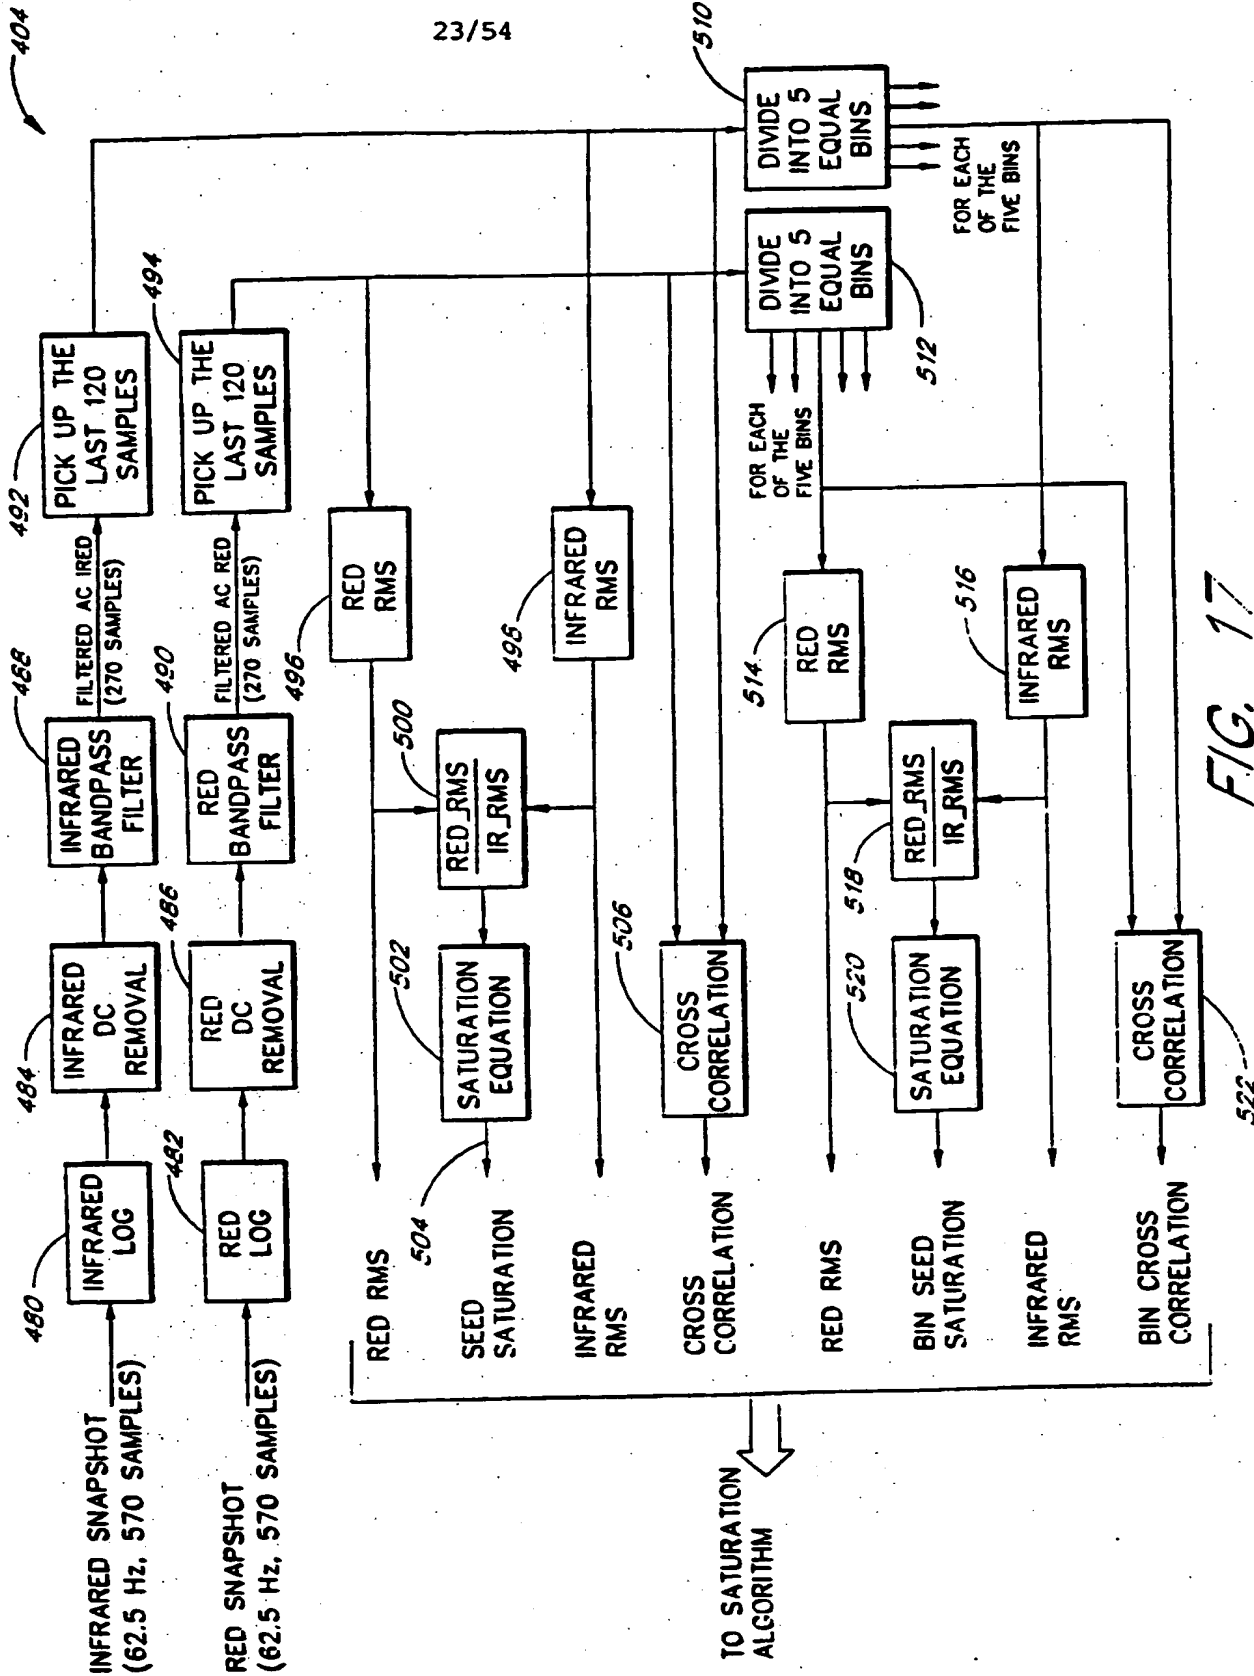 23/54
404
INFRARED SNAPSHOT
(62.5 Hz, 570 SAMPLES)
480
INFRARED
LOG
484
INFRARED
DC
REMOVAL
488
INFRARED
BANDPASS
FILTER
FILTERED AC IRED
(270 SAMPLES)
492
PICK UP THE
LAST 120
SAMPLES
RED SNAPSHOT
(62.5 Hz, 570 SAMPLES)
482
RED
LOG
486
RED
DC
REMOVAL
490
RED
BANDPASS
FILTER
FILTERED AC RED
(270 SAMPLES)
494
PICK UP THE
LAST 120
SAMPLES
RED RMS
496
RED
RMS
SEED
SATURATION
504
502
SATURATION
EQUATION
500
RED_RMS
IR_RMS
INFRARED
RMS
498
INFRARED
RMS
CROSS
CORRELATION
506
CROSS
CORRELATION
510
DIVIDE
INTO 5
EQUAL
BINS
512
DIVIDE
INTO 5
EQUAL
BINS
FOR EACH
OF THE
FIVE BINS
FOR EACH
OF THE
FIVE BINS
TO SATURATION
ALGORITHM
RED RMS
514
RED
RMS
BIN SEED
SATURATION
520
SATURATION
EQUATION
518
RED_RMS
IR_RMS
INFRARED
RMS
516
INFRARED
RMS
BIN CROSS
CORRELATION
522
CROSS
CORRELATION
FIG. 17